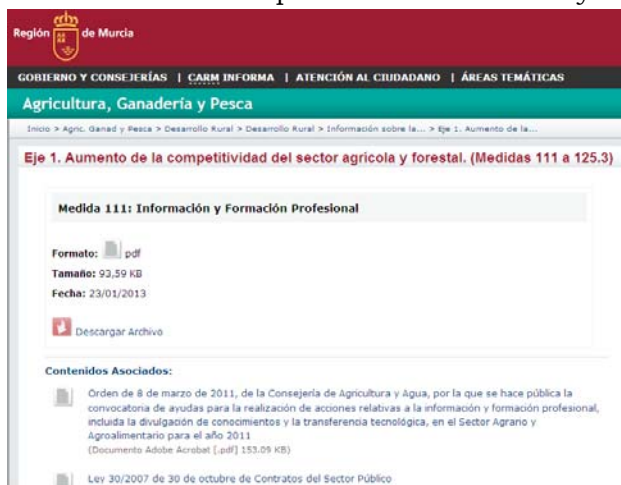 Región de Murcia
GOBIERNO Y CONSEJERÍAS | CARM INFORMA | ATENCIÓN AL CIUDADANO | ÁREAS TEMÁTICAS
Agricultura, Ganadería y Pesca
Inicio > Agric. Ganad y Pesca > Desarrollo Rural > Desarrollo Rural > Información sobre la... > Eje 1. Aumento de la...
Eje 1. Aumento de la competitividad del sector agrícola y forestal. (Medidas 111 a 125.3)
Medida 111: Información y Formación Profesional
Formato: pdf
Tamaño: 93,59 KB
Fecha: 23/01/2013
Descargar Archivo
Contenidos Asociados:
Orden de 8 de marzo de 2011, de la Consejería de Agricultura y Agua, por la que se hace pública la
convocatoria de ayudas para la realización de acciones relativas a la información y formación profesional,
incluida la divulgación de conocimientos y la transferencia tecnológica, en el Sector Agrario y
Agroalimentario para el año 2011
(Documento Adobe Acrobat [.pdf] 153.09 KB)
Ley 30/2007 de 30 de octubre de Contratos del Sector Público